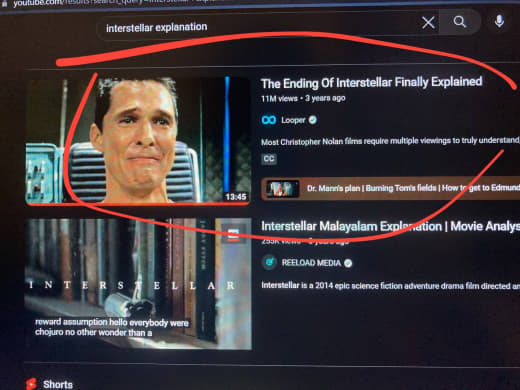 youtube.com/results?search_query=interstellar+
interstellar explanation
The Ending Of Interstellar Finally Explained
11M views • 3 years ago
Looper
Most Christopher Nolan films require multiple viewings to truly understand,
CC
13:45
Dr. Mann's plan | Burning Tom's fields | How to get to Edmund
Interstellar Malayalam Explanation | Movie Analys
255K views
years ago
REELOAD MEDIA
Interstellar is a 2014 epic science fiction adventure drama film directed an
INTERSTELLAR
reward assumption hello everybody were
chojuro no other wonder than a
Shorts